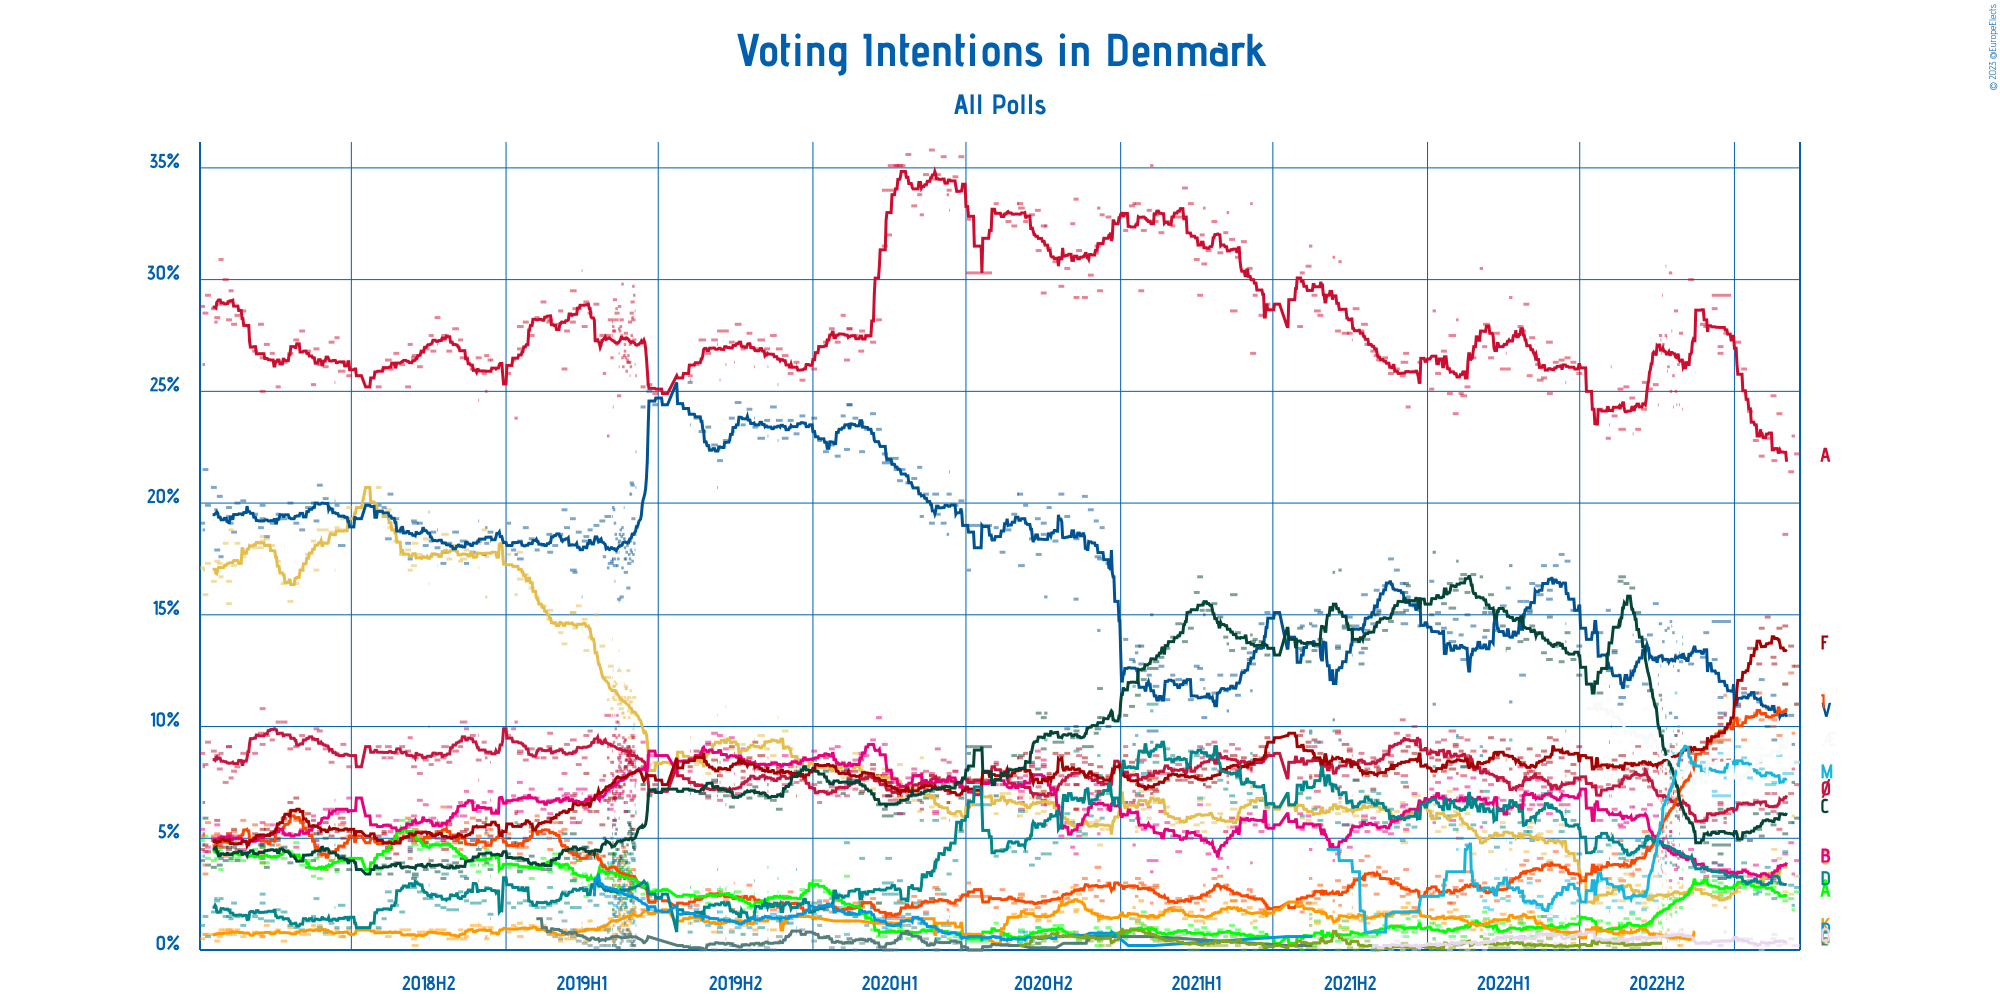 © 2023 @EuropeElects
Voting Intentions in Denmark
All Polls
35%
30%
25%
20%
15%
10%
5%
0%
A
F
I
V
Æ
M
Ø
C
B
D
Å
K
2018H2 2019H1 2019H2 2020H1 2020H2 2021H1 2021H2 2022H1 2022H2